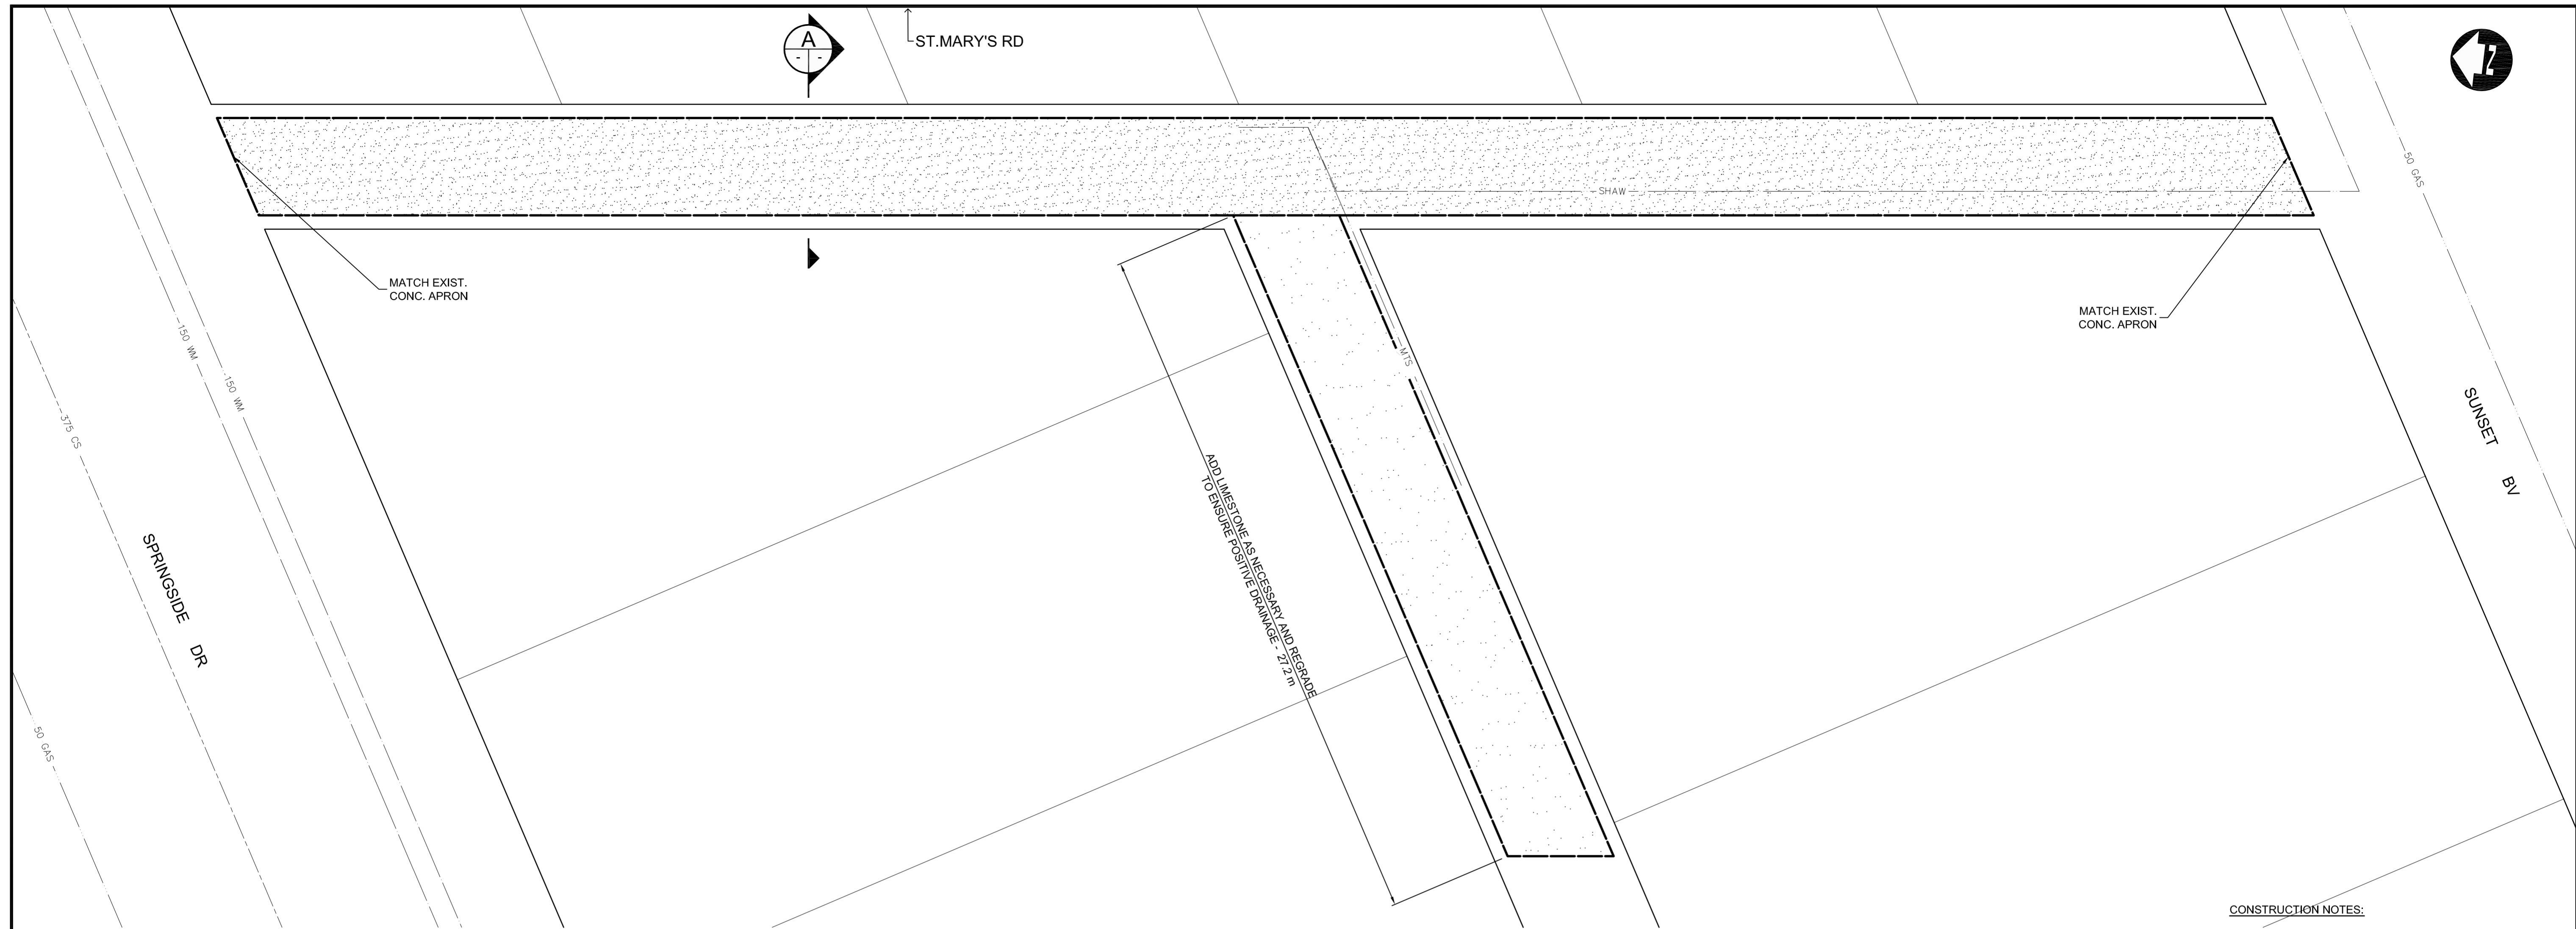 A
- -
ST.MARY'S RD
N
SHAW
50 GAS
MATCH EXIST.
CONC. APRON
MATCH EXIST.
CONC. APRON
150 WM
150 WM
MTS
375 CS
SUNSET BV
ADD LIMESTONE AS NECESSARY AND REGRADE
TO ENSURE POSITIVE DRAINAGE - 27.2 m
SPRINGSIDE DR
50 GAS
CONSTRUCTION NOTES: